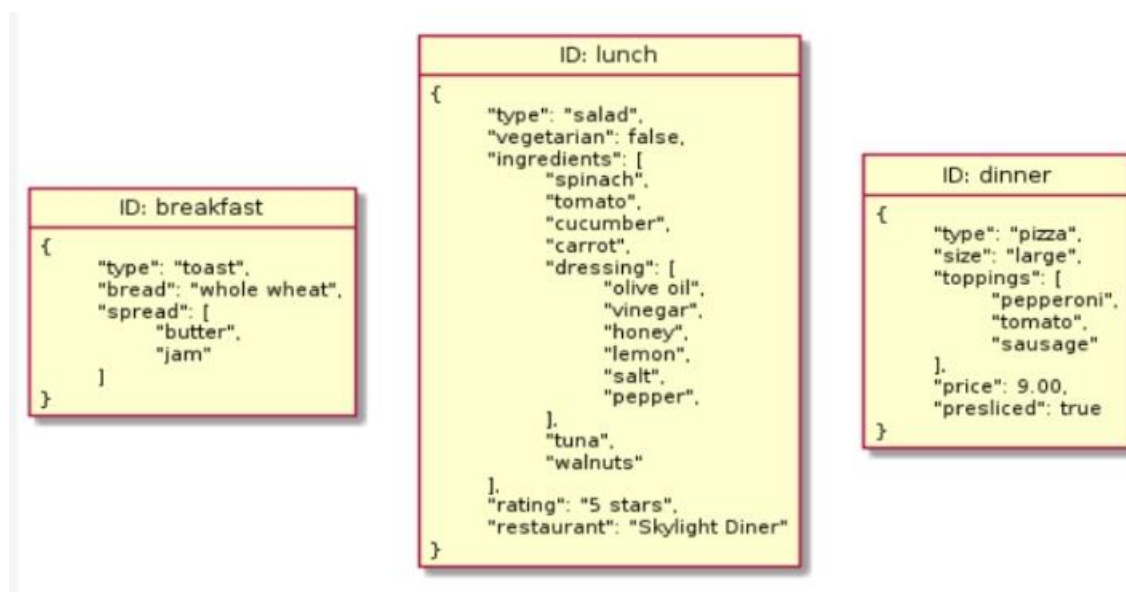 ID: breakfast
{
"type": "toast",
"bread": "whole wheat",
"spread": [
"butter",
"jam"
]
}
ID: lunch
{
"type": "salad",
"vegetarian": false,
"ingredients": [
"spinach",
"tomato",
"cucumber",
"carrot",
"dressing": [
"olive oil",
"vinegar",
"honey",
"lemon",
"salt",
"pepper",
],
"tuna",
"walnuts"
],
"rating": "5 stars",
"restaurant": "Skylight Diner"
}
ID: dinner
{
"type": "pizza",
"size": "large",
"toppings": [
"pepperoni",
"tomato",
"sausage"
],
"price": 9.00,
"presliced": true
}